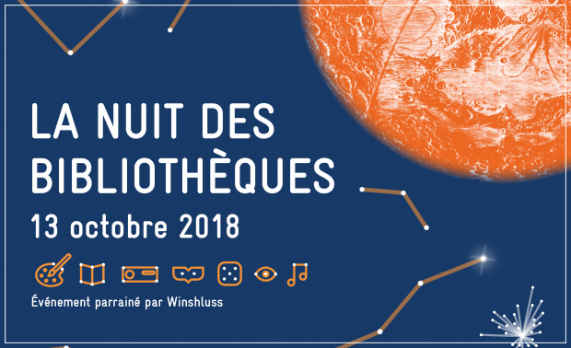 LA NUIT DES
BIBLIOTHÈQUES
13 octobre 2018
Événement parrainé par Winshluss